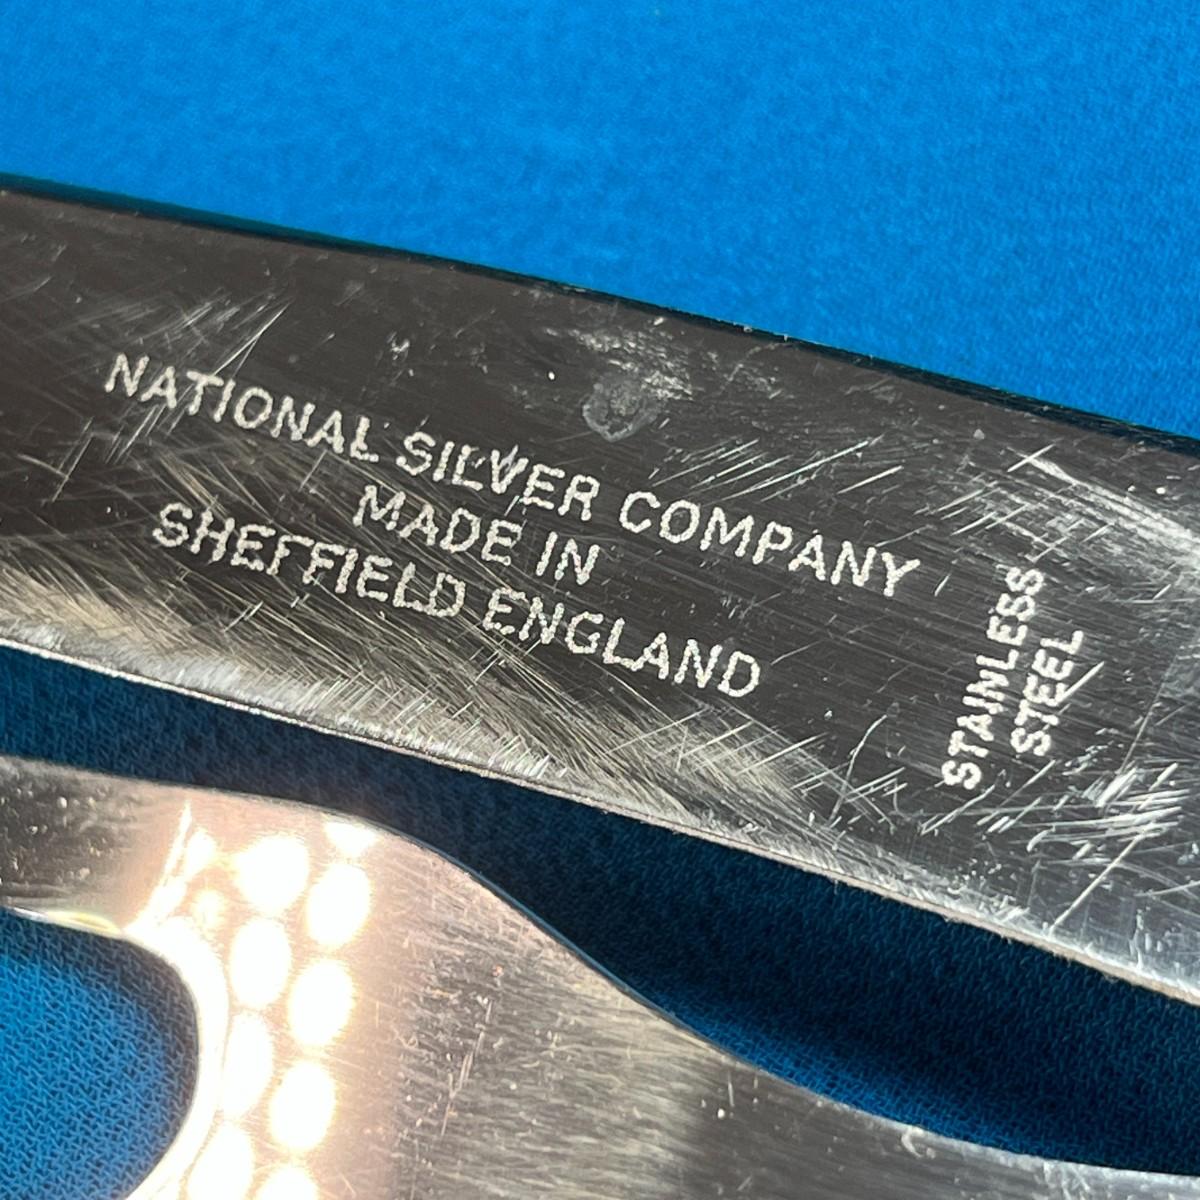 NATIONAL SILVER COMPANY
MADE IN
SHEFFIELD ENGLAND
STAINLESS
STEEL